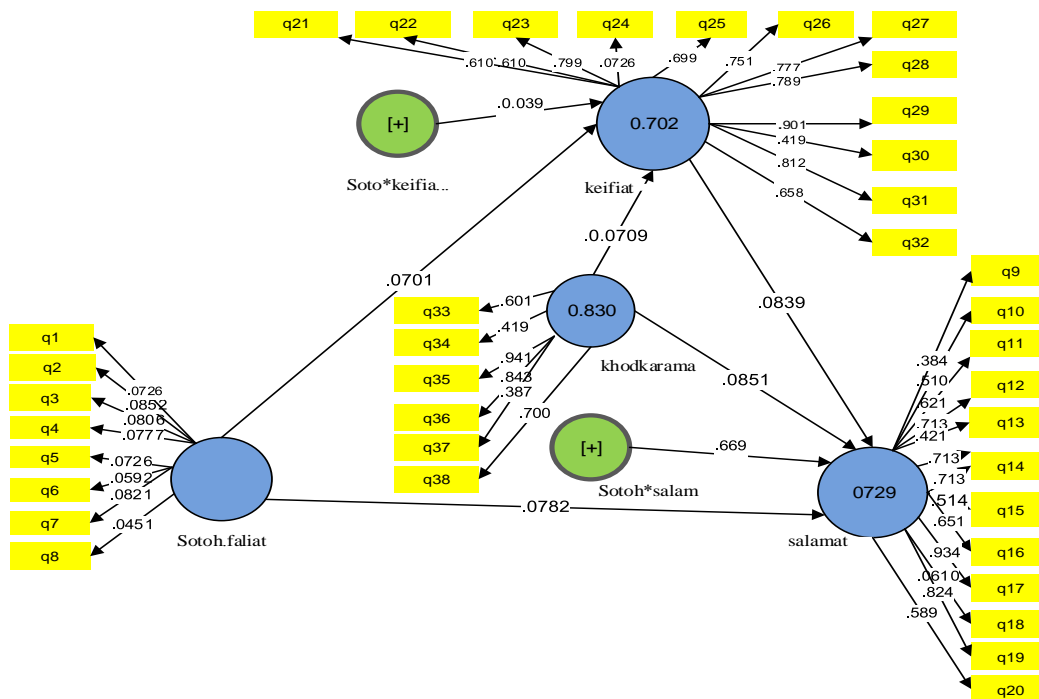 q21
q22
q23
q24
q25
q26
q27
q28
q29
q30
q31
q32
.610
.610
.799
.0726
.699
.751
.777
.789
.901
.419
.812
.658
[+]
.0.039
0.702
Soto*keifia...
keifiat
.0.0709
.0701
.0839
q33
q34
q35
q36
q37
q38
.601
.419
.941
.843
.387
.700
0.830
khodkarama
.0851
[+]
.669
Sotoh*salam
q1
q2
q3
q4
q5
q6
q7
q8
.0726
.0852
.0806
.0777
.0726
.0592
.0821
.0451
Sotoh.faliat
.0782
0729
salamat
q9
q10
q11
q12
q13
q14
q15
q16
q17
q18
q19
q20
.384
.510
.621
.713
.421
.713
.713
.514
.651
.934
.0610
.824
.589